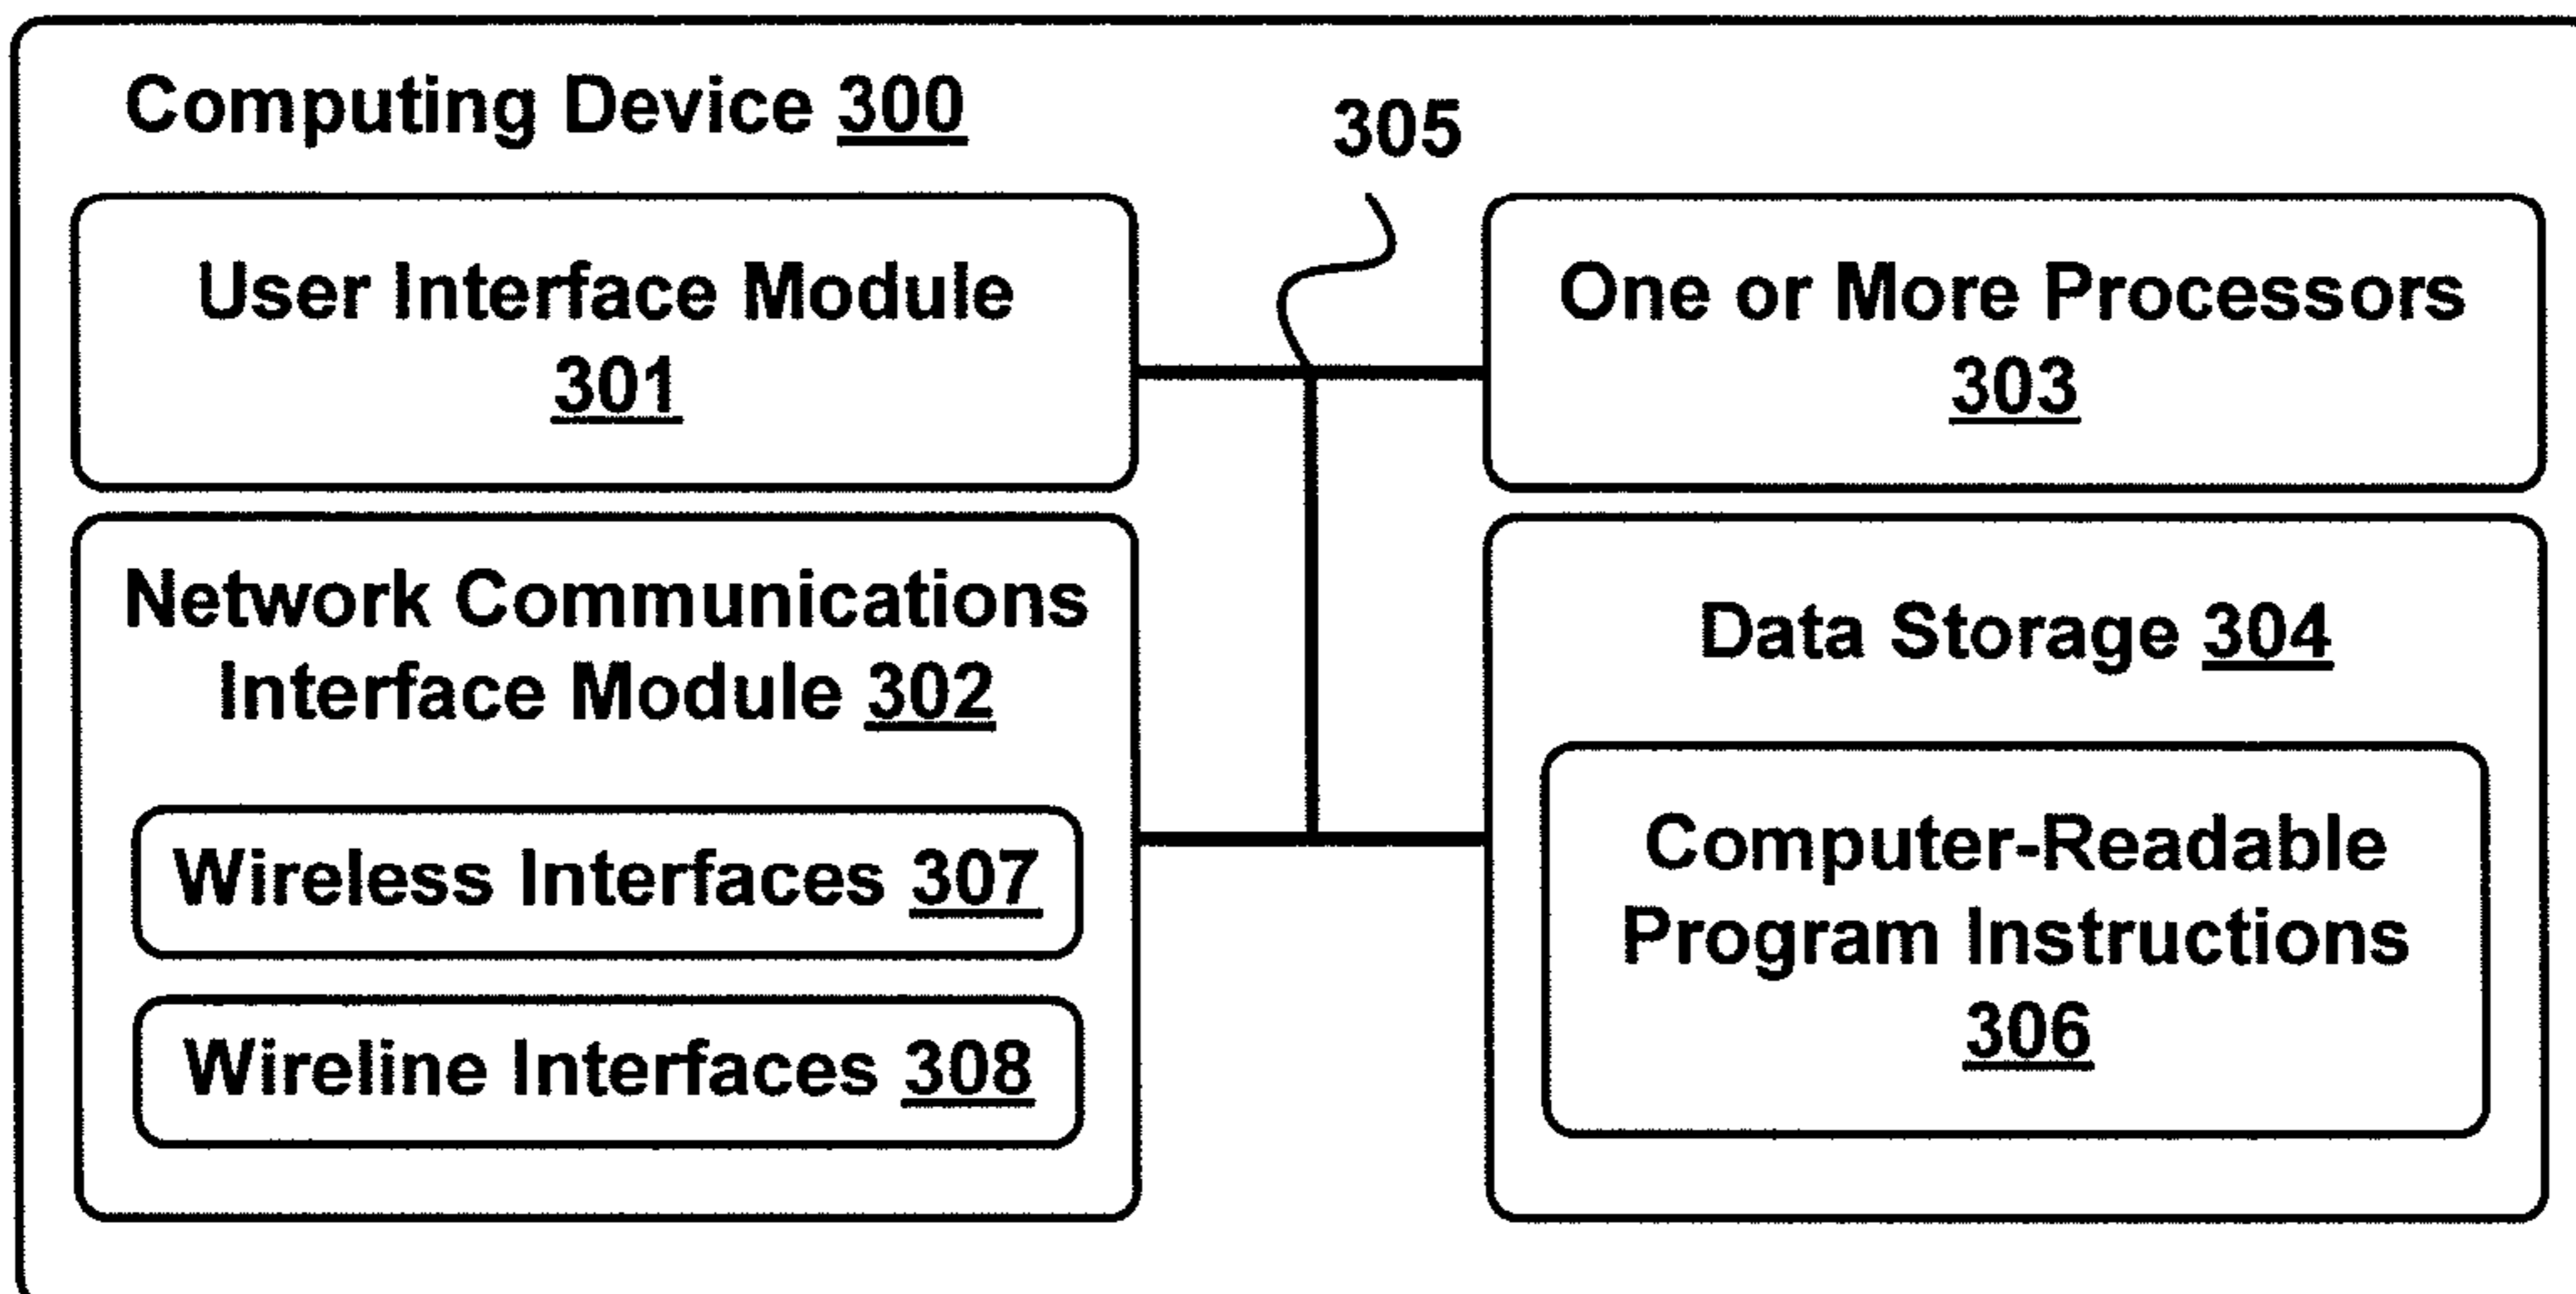 Computing Device 300
305
User Interface Module
301
One or More Processors
303
Network Communications
Interface Module 302
Wireless Interfaces 307
Wireline Interfaces 308
Data Storage 304
Computer-Readable
Program Instructions
306